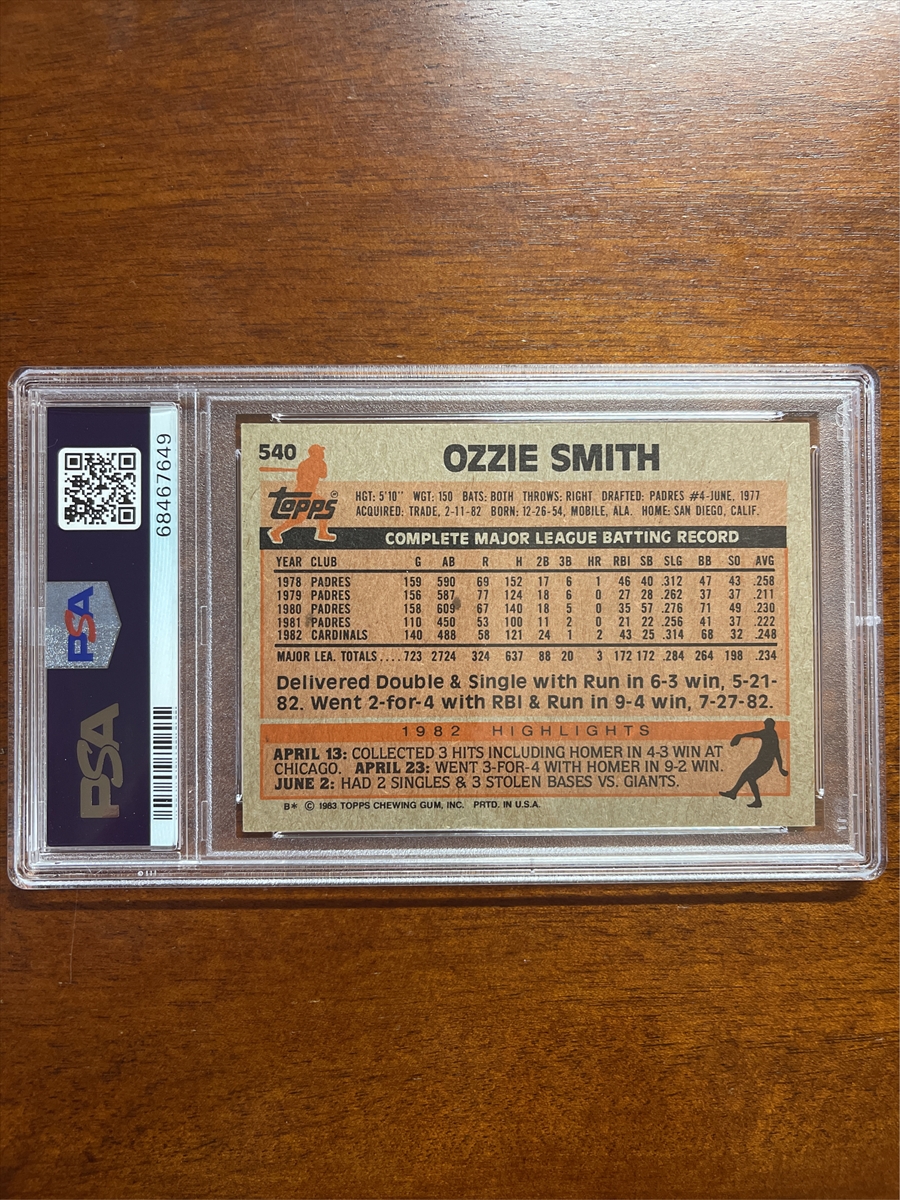 68467649
PSA
PSA
540
OZZIE SMITH
Topps ®
HGT: 5'10" WGT: 150 BATS: BOTH THROWS: RIGHT DRAFTED: PADRES #4-JUNE, 1977
ACQUIRED: TRADE, 2-11-82 BORN: 12-26-54, MOBILE, ALA. HOME: SAN DIEGO, CALIF.
COMPLETE MAJOR LEAGUE BATTING RECORD
YEAR CLUB G AB R H 2B 3B HR RBI SB SLG BB SO AVG
1978 PADRES 159 590 69 152 17 6 1 46 40 .312 47 43 .258
1979 PADRES 156 587 77 124 18 6 0 27 28 .262 37 37 .211
1980 PADRES 158 609 67 140 18 5 0 35 57 .276 71 49 .230
1981 PADRES 110 450 53 100 11 2 0 21 22 .256 41 37 .222
1982 CARDINALS 140 488 58 121 24 1 2 43 25 .314 68 32 .248
MAJOR LEA. TOTALS....723 2724 324 637 88 20 3 172 172 .284 264 198 .234
Delivered Double & Single with Run in 6-3 win, 5-21-
82. Went 2-for-4 with RBI & Run in 9-4 win, 7-27-82.
1982 HIGHLIGHTS
APRIL 13: COLLECTED 3 HITS INCLUDING HOMER IN 4-3 WIN AT
CHICAGO. APRIL 23: WENT 3-FOR-4 WITH HOMER IN 9-2 WIN.
JUNE 2: HAD 2 SINGLES & 3 STOLEN BASES VS. GIANTS.
B* © 1983 TOPPS CHEWING GUM, INC. PRTD. IN U.S.A.